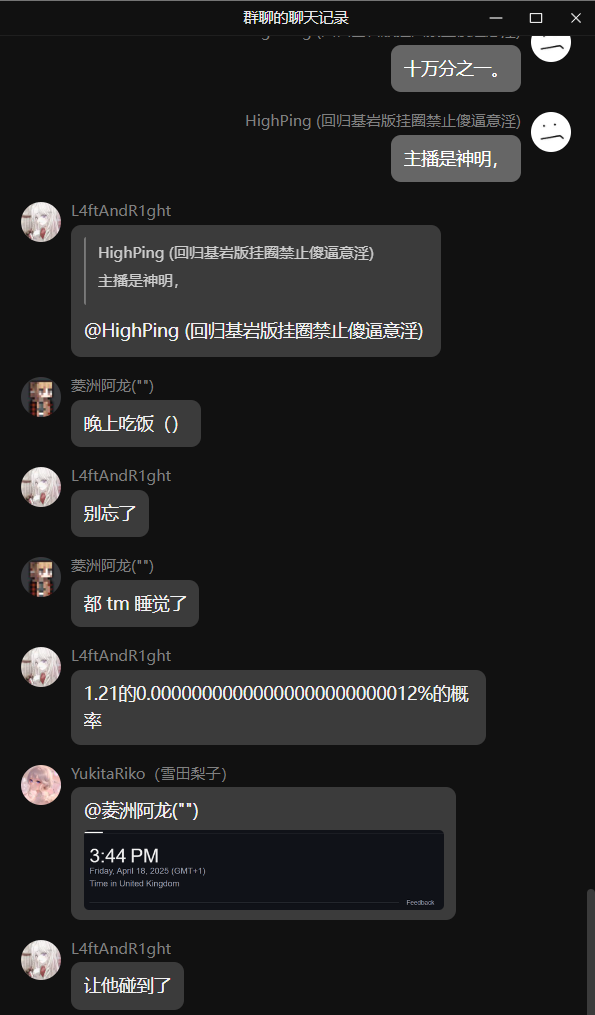 群聊的聊天记录
十万分之一。
HighPing (回归基岩版挂圈禁止傻逼意淫)
主播是神明，
L4ftAndR1ght
HighPing (回归基岩版挂圈禁止傻逼意淫)
主播是神明，
@HighPing (回归基岩版挂圈禁止傻逼意淫)
菱洲阿龙("")
晚上吃饭（）
L4ftAndR1ght
别忘了
菱洲阿龙("")
都 tm 睡觉了
L4ftAndR1ght
1.21的0.00000000000000000000000012%的概
率
YukitaRiko（雪田梨子）
@菱洲阿龙("")
3:44 PM
Friday, April 18, 2025 (GMT+1)
Time in United Kingdom
Feedback
L4ftAndR1ght
让他碰到了